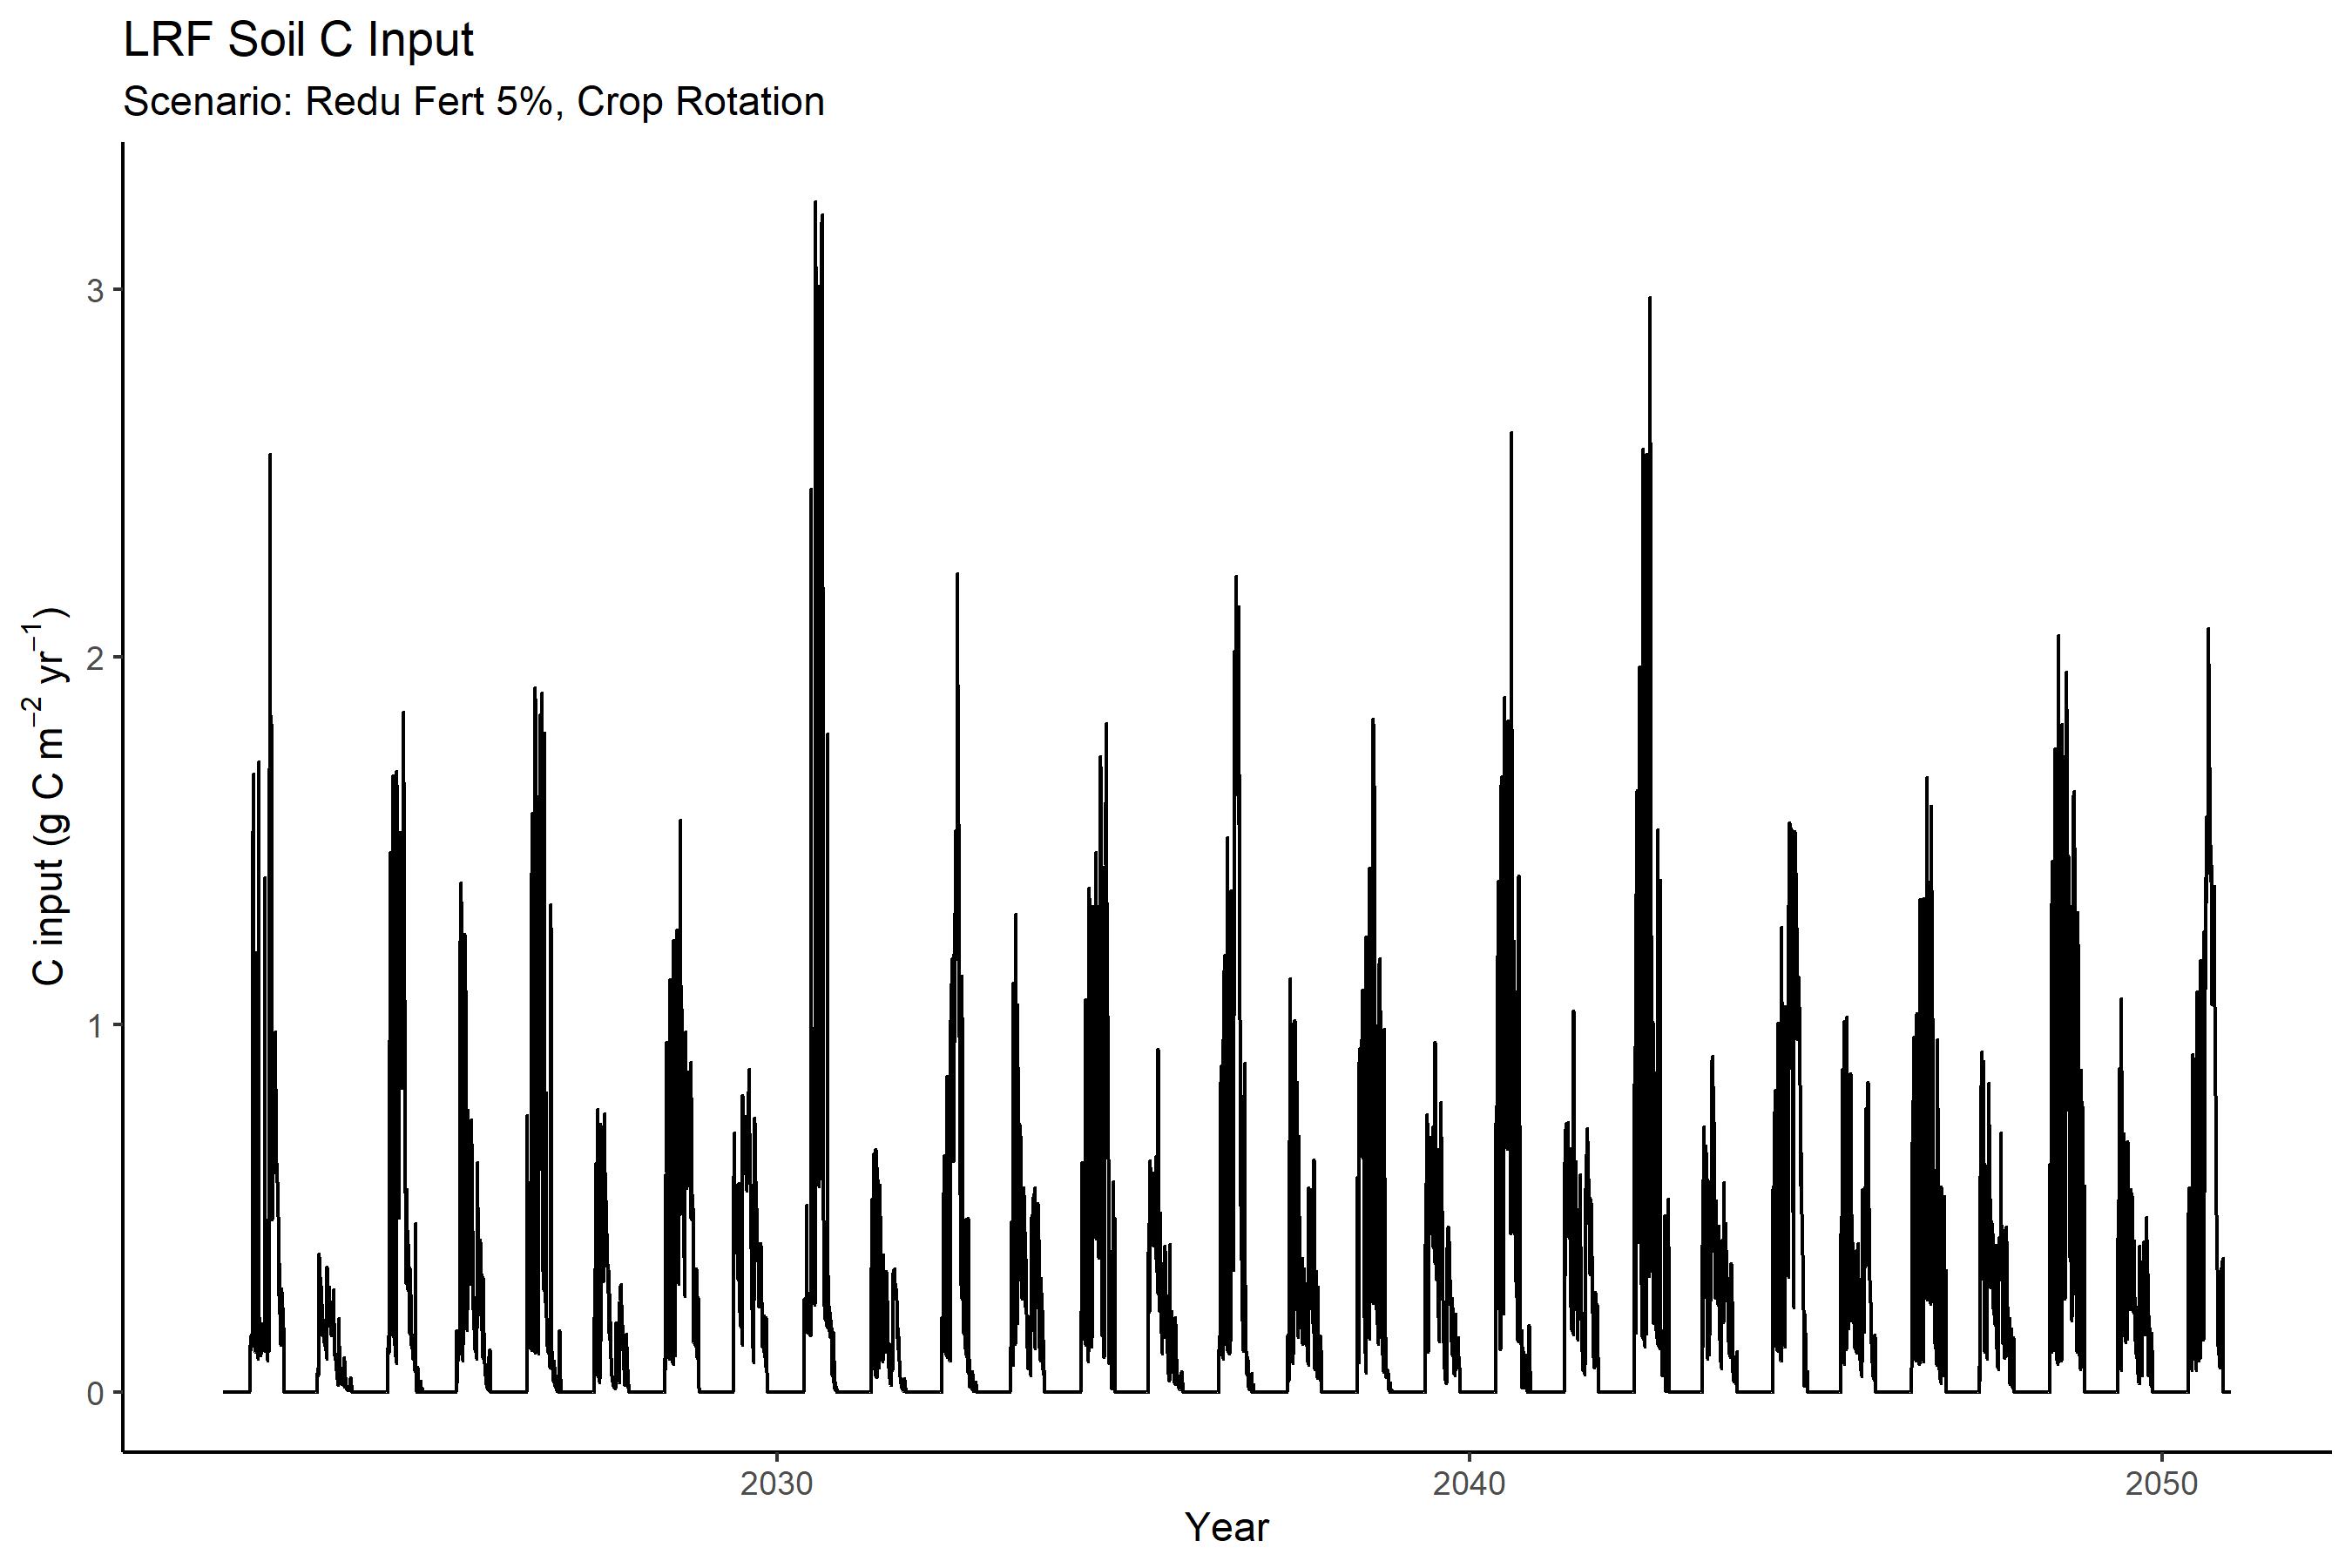 LRF Soil C Input
Scenario: Redu Fert 5%, Crop Rotation
C input (g C m⁻² yr⁻¹)
3
2
1
0
2030
2040
2050
Year